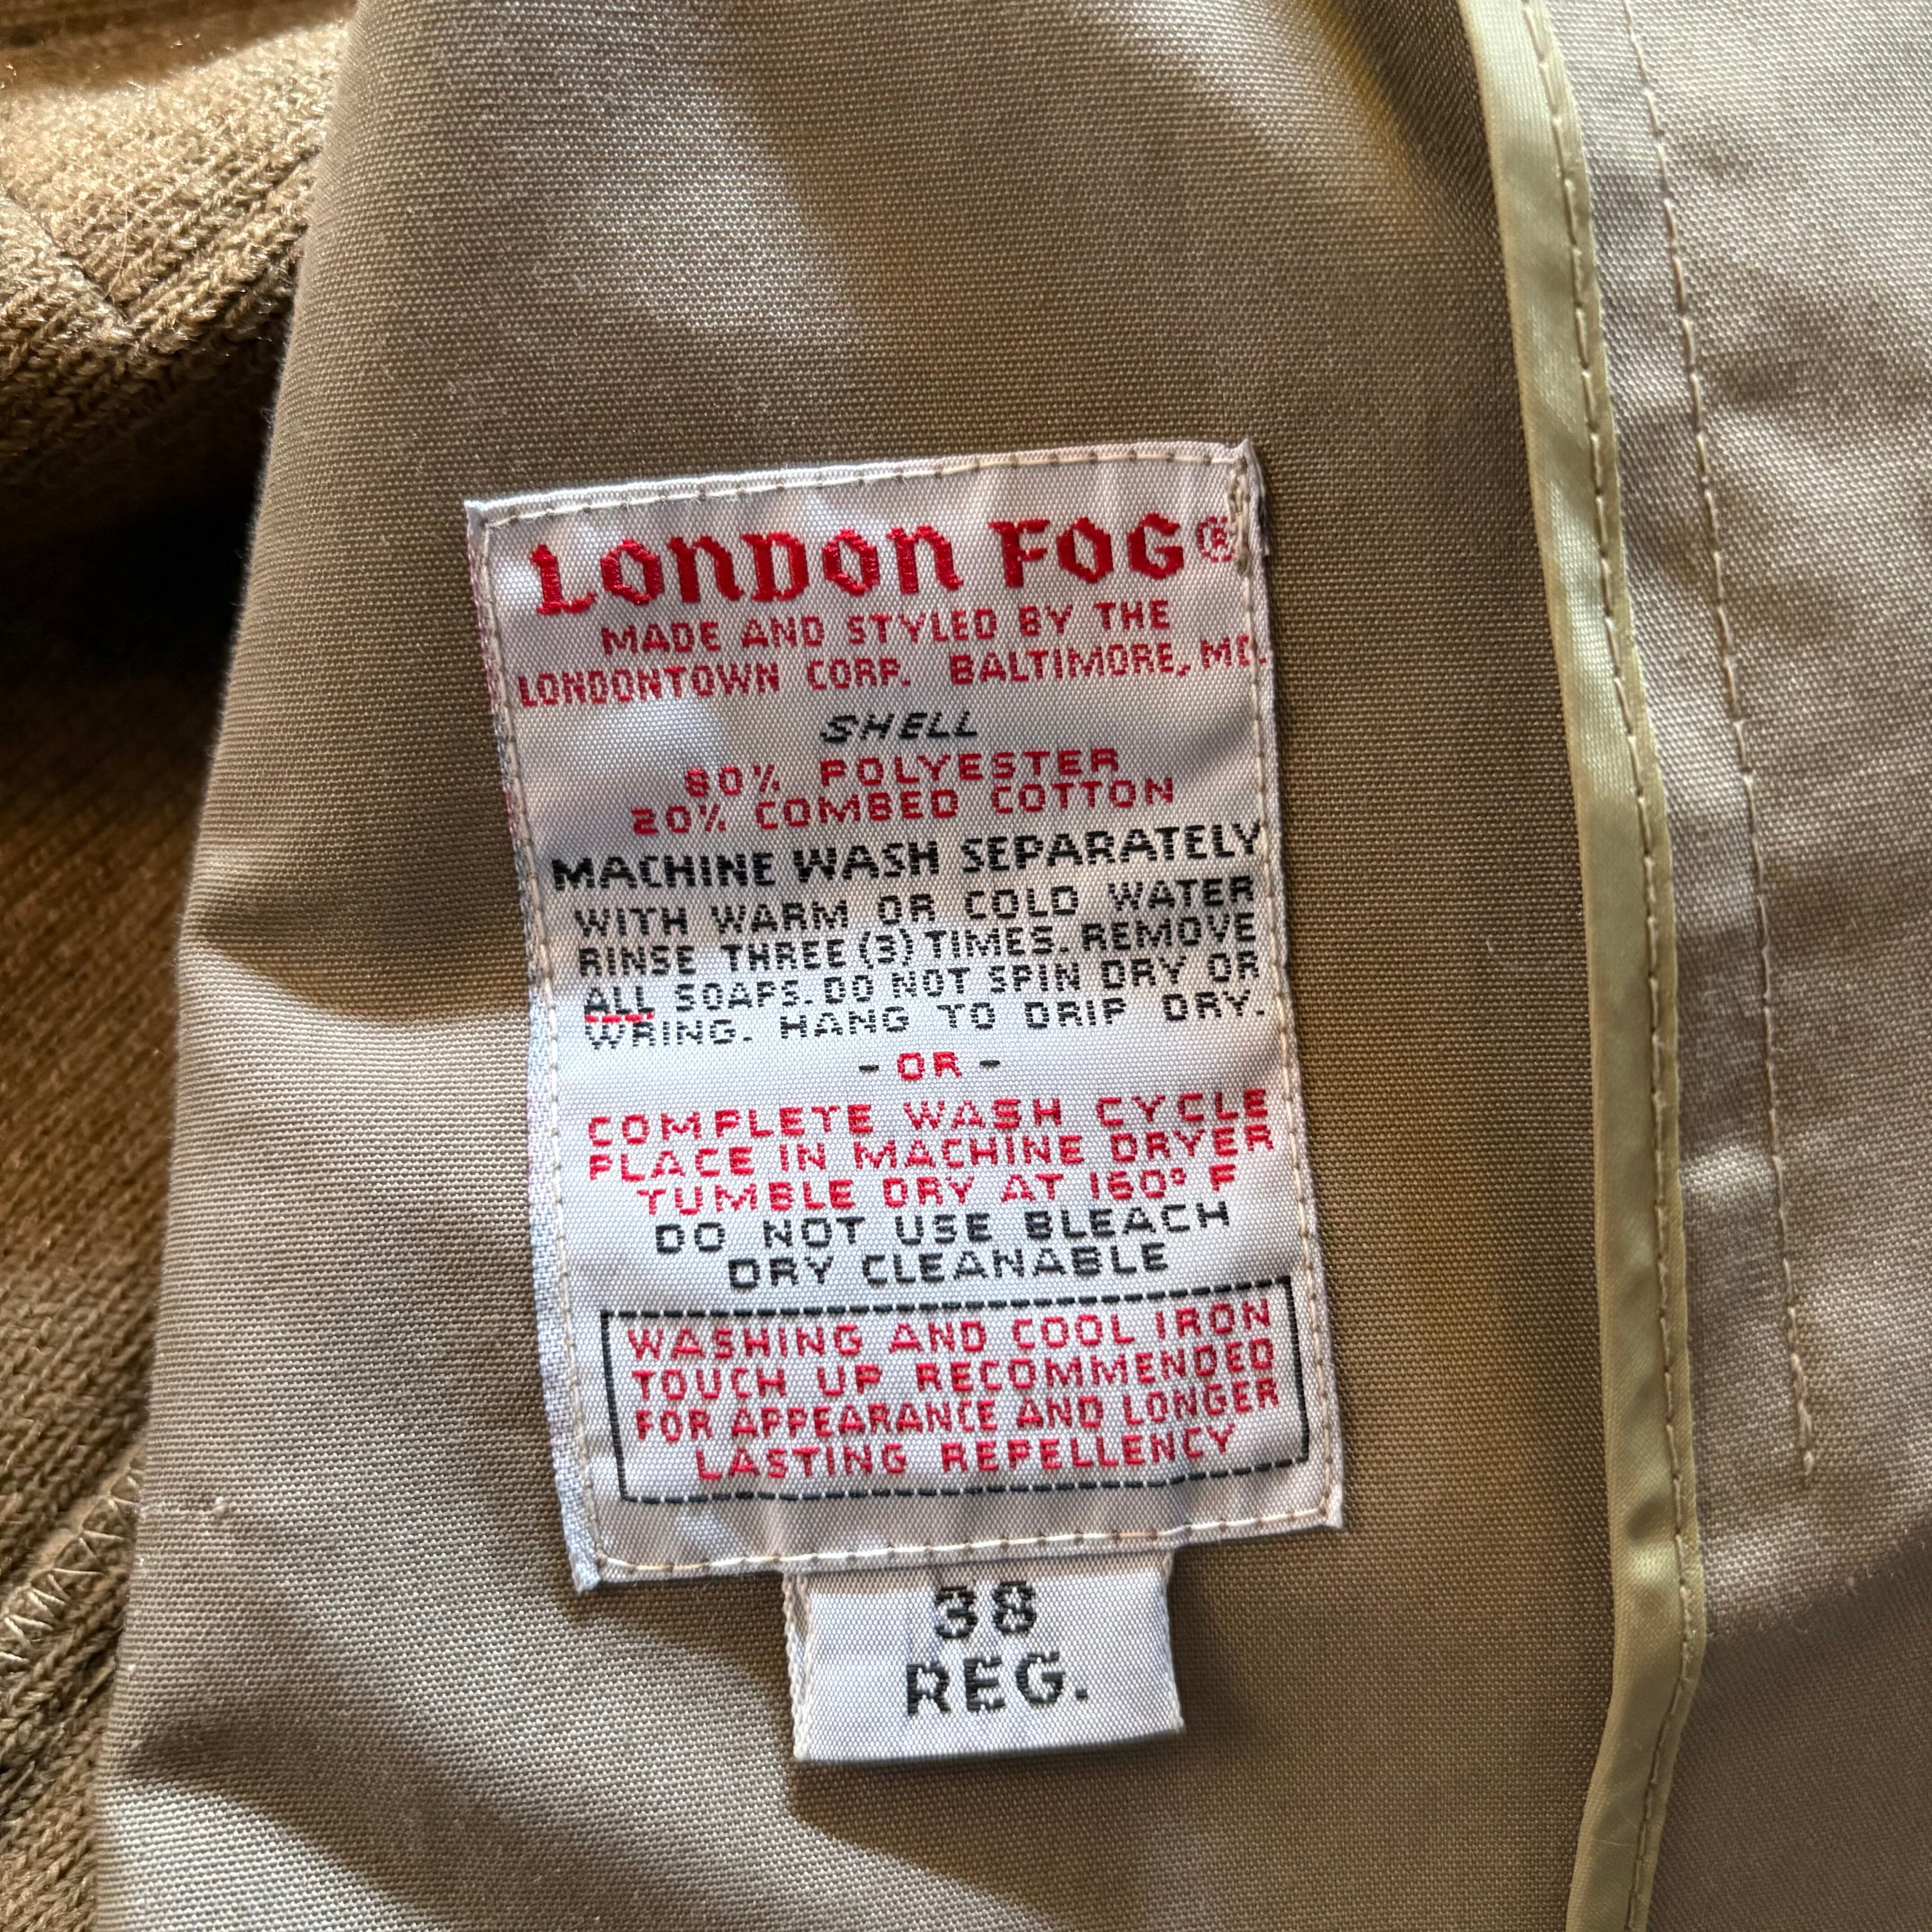 LONDON FOG®
MADE AND STYLED BY THE
LONDONTOWN CORP. BALTIMORE, MD.
SHELL
80% POLYESTER
20% COMBED COTTON
MACHINE WASH SEPARATELY
WITH WARM OR COLD WATER
RINSE THREE (3) TIMES. REMOVE
ALL SOAPS. DO NOT SPIN DRY OR
WRING. HANG TO DRIP DRY.
- OR -
COMPLETE WASH CYCLE
PLACE IN MACHINE DRYER
TUMBLE DRY AT 160° F
DO NOT USE BLEACH
DRY CLEANABLE
WASHING AND COOL IRON
TOUCH UP RECOMMENDED
FOR APPEARANCE AND LONGER
LASTING REPELLENCY
38
REG.